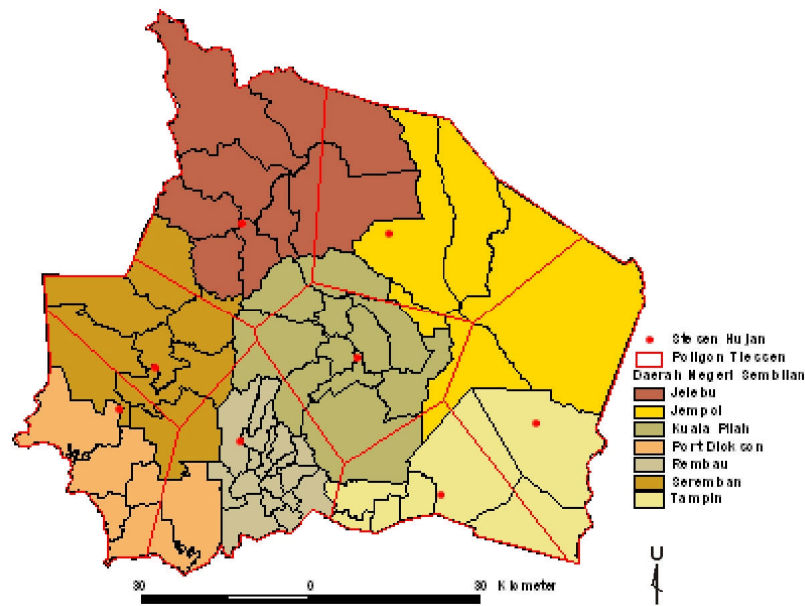 Stesen Hujan
Poligon Tiessen
Daerah Negeri Sembilan
Jelebu
Jempol
Kuala Pilah
Port Dickson
Rembau
Seremban
Tampin
U
30 0 30 Kilometer